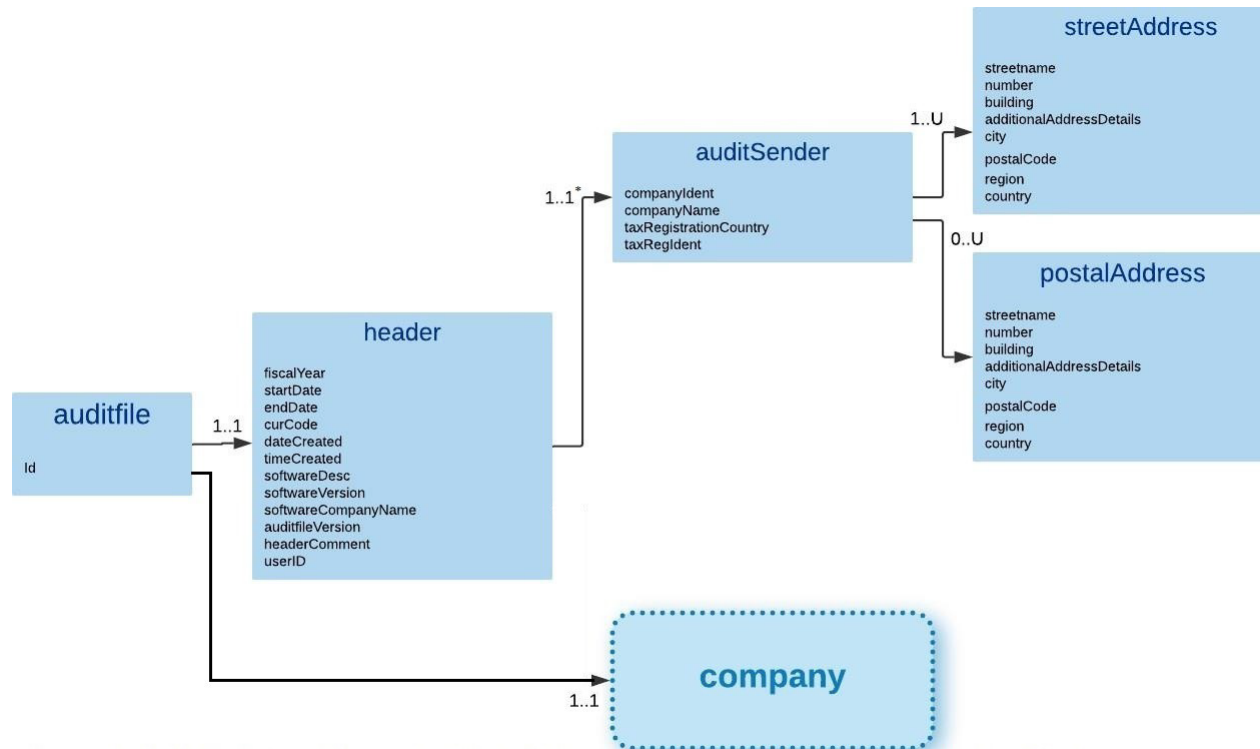 streetAddress
streetname
number
building
additionalAddressDetails
city
postalCode
region
country
1..U
auditSender
companyIdent
companyName
taxRegistrationCountry
taxRegIdent
1..1*
0..U
postalAddress
streetname
number
building
additionalAddressDetails
city
postalCode
region
country
header
fiscalYear
startDate
endDate
curCode
dateCreated
timeCreated
softwareDesc
softwareVersion
softwareCompanyName
auditfileVersion
headerComment
userID
auditfile
Id
1..1
company
1..1